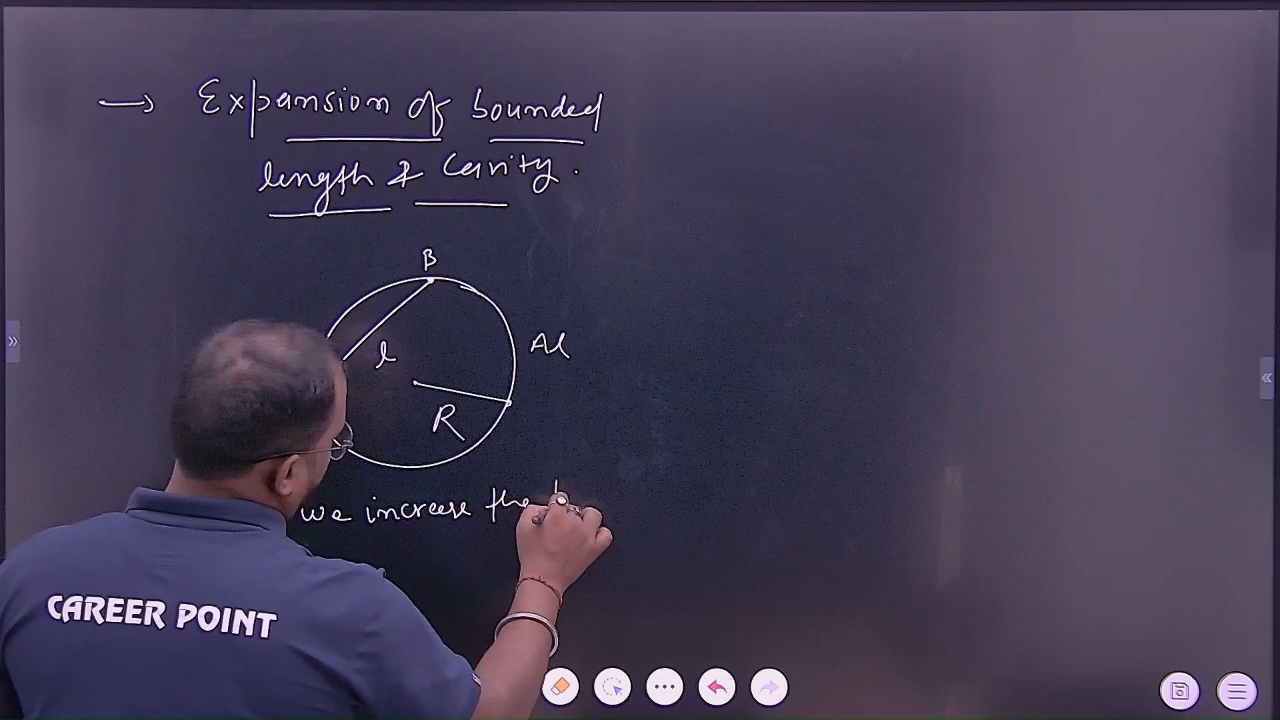 → Expansion of bounded
length & Cavity.
B
l
Al
R
we increase the
CAREER POINT